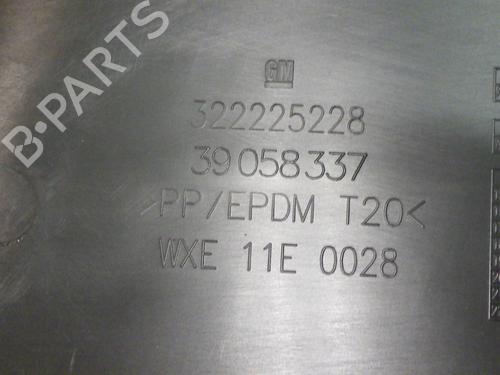 B-PARTS
GM
322225228
39058337
>PP/EPDM T20<
WXE 11E 0028